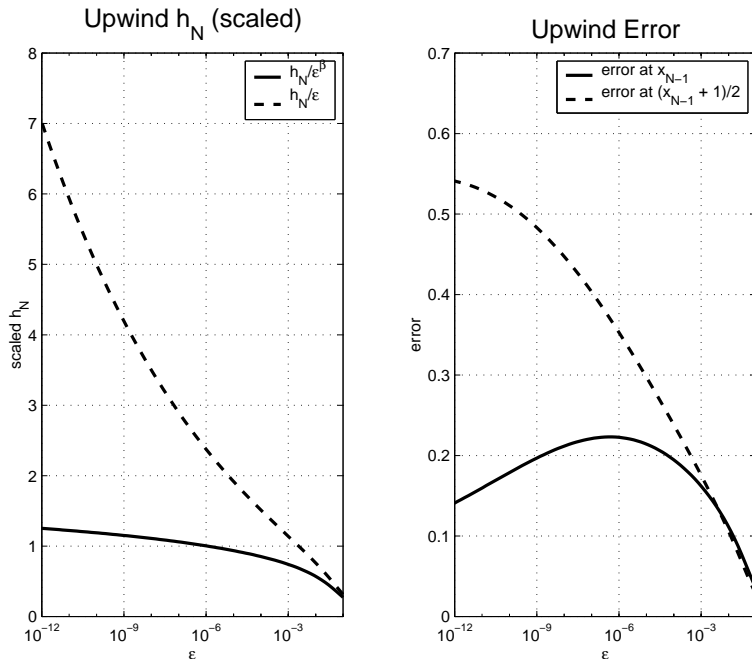 Upwind h_N (scaled)
8
7
6
5
4
3
2
1
0
scaled h_N
h_N/ε^β
h_N/ε
10^−12
10^−9
10^−6
10^−3
ε
Upwind Error
0.7
0.6
0.5
0.4
0.3
0.2
0.1
0
error
error at x_{N−1}
error at (x_{N−1} + 1)/2
10^−12
10^−9
10^−6
10^−3
ε